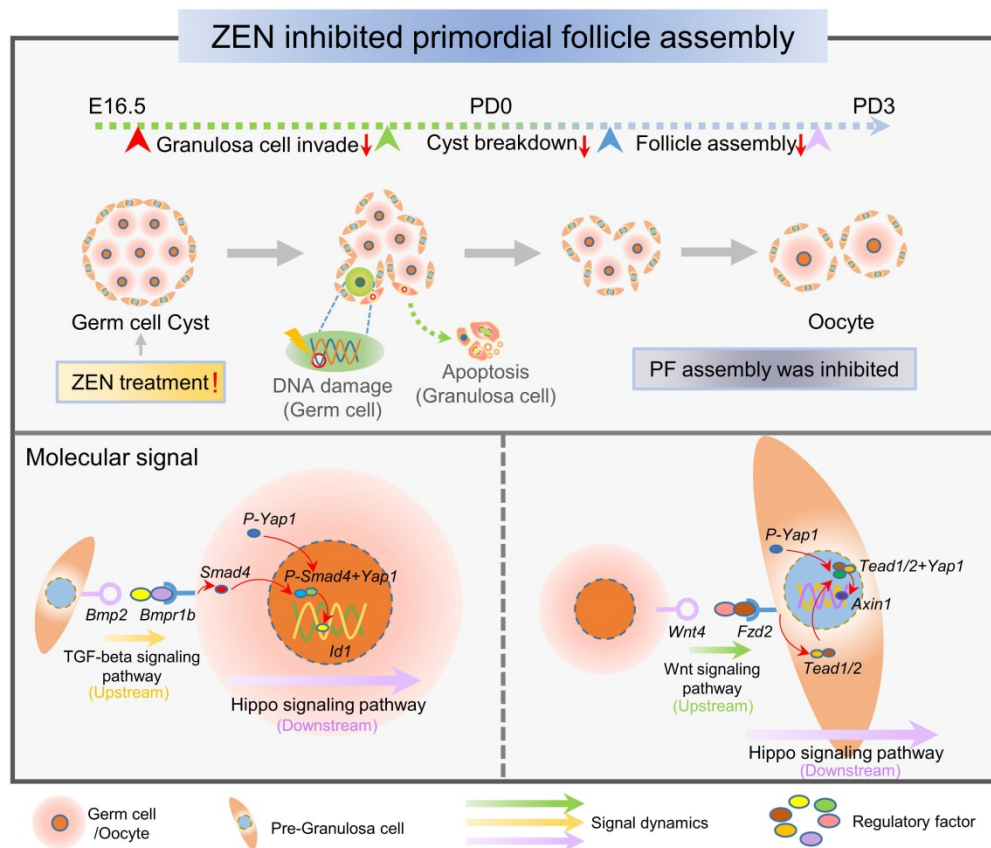 ZEN inhibited primordial follicle assembly
E16.5 PD0 PD3
Granulosa cell invade Cyst breakdown Follicle assembly
Germ cell Cyst
Oocyte
ZEN treatment!
DNA damage
(Germ cell)
Apoptosis
(Granulosa cell)
PF assembly was inhibited
Molecular signal
P-Yap1
Smad4
P-Smad4+Yap1
Bmp2
Bmpr1b
Id1
TGF-beta signaling
pathway
(Upstream)
Hippo signaling pathway
(Downstream)
P-Yap1
Tead1/2+Yap1
Axin1
Wnt4
Fzd2
Tead1/2
Wnt signaling
pathway
(Upstream)
Hippo signaling pathway
(Downstream)
Germ cell
/Oocyte
Pre-Granulosa cell
Signal dynamics
Regulatory factor